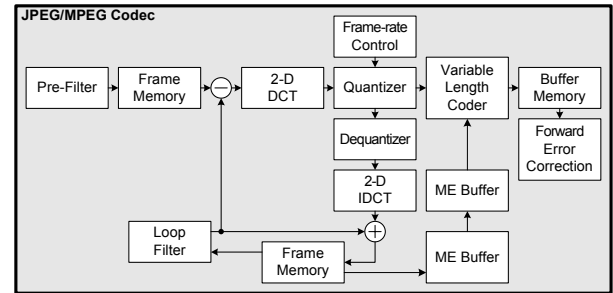 JPEG/MPEG Codec
Frame-rate
Control
Pre-Filter
Frame
Memory
2-D
DCT
Quantizer
Variable
Length
Coder
Buffer
Memory
Dequantizer
Forward
Error
Correction
2-D
IDCT
ME Buffer
Loop
Filter
Frame
Memory
ME Buffer